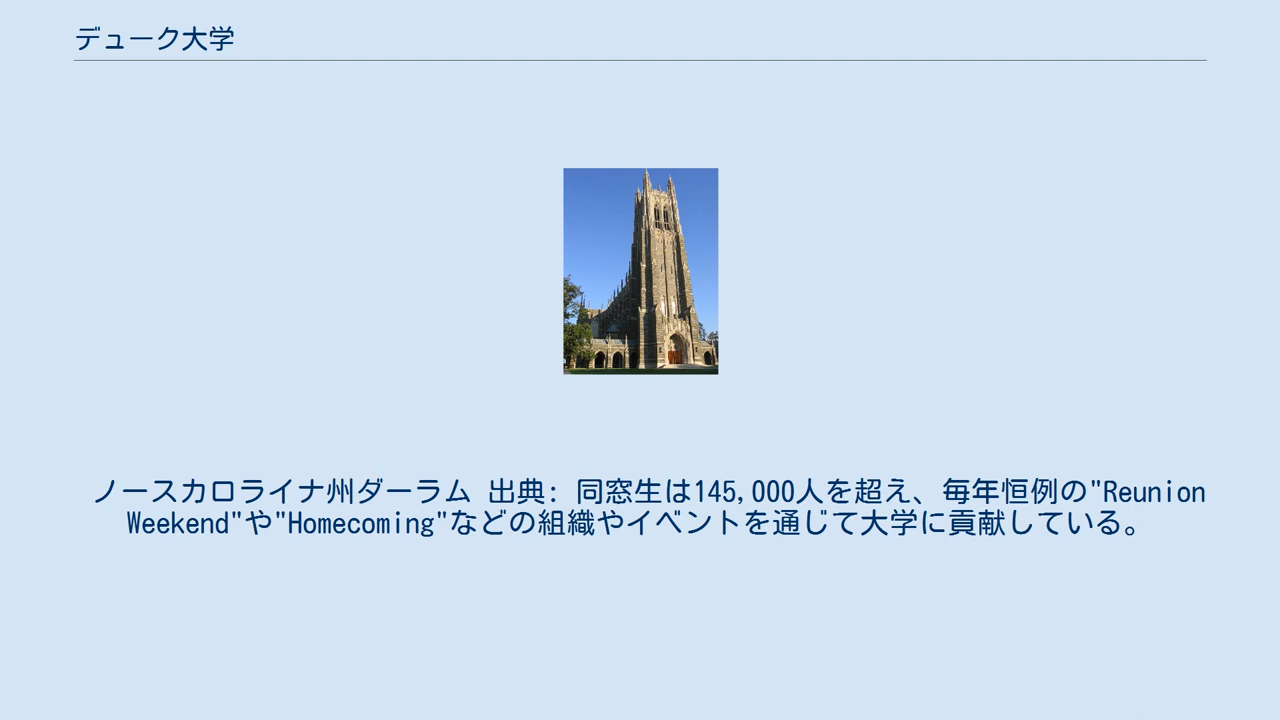 デューク大学
ノースカロライナ州ダーラム 出典: 同窓生は145,000人を超え、毎年恒例の"Reunion
Weekend"や"Homecoming"などの組織やイベントを通じて大学に貢献している。